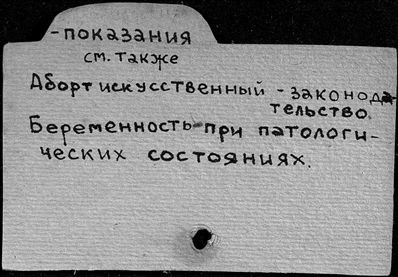 -показания
см. также
Аборт искусственный - законода
тельство.
Беременность при патологи-
ческих состояниях.